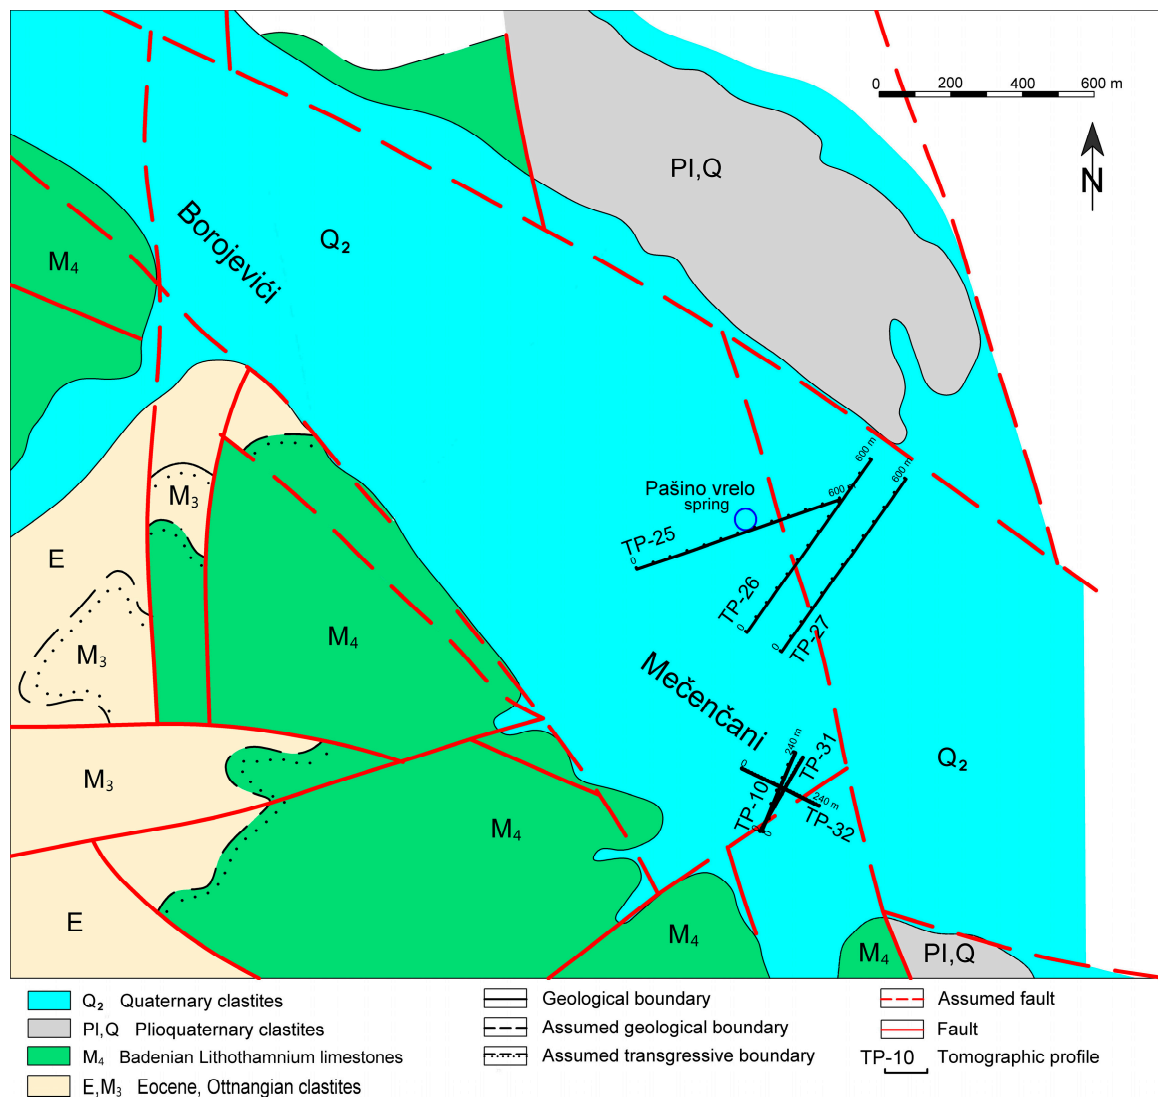 0 200 400 600 m
N
Pl,Q
Q₂
Borojevići
M₄
M₃
E
M₃
M₄
M₃
E
M₄
M₄
M₄
Pl,Q
Q₂
Pašino vrelo
spring
TP-25
0
600 m
TP-26
0
600 m
TP-27
0
600 m
Mečenčani
TP-31
240 m
TP-10
0
0
240 m
TP-32
Q₂ Quaternary clastites
Pl,Q Plioquaternary clastites
M₄ Badenian Lithothamnium limestones
E,M₃ Eocene, Ottnangian clastites
Geological boundary
Assumed geological boundary
Assumed transgressive boundary
Assumed fault
Fault
TP-10 Tomographic profile